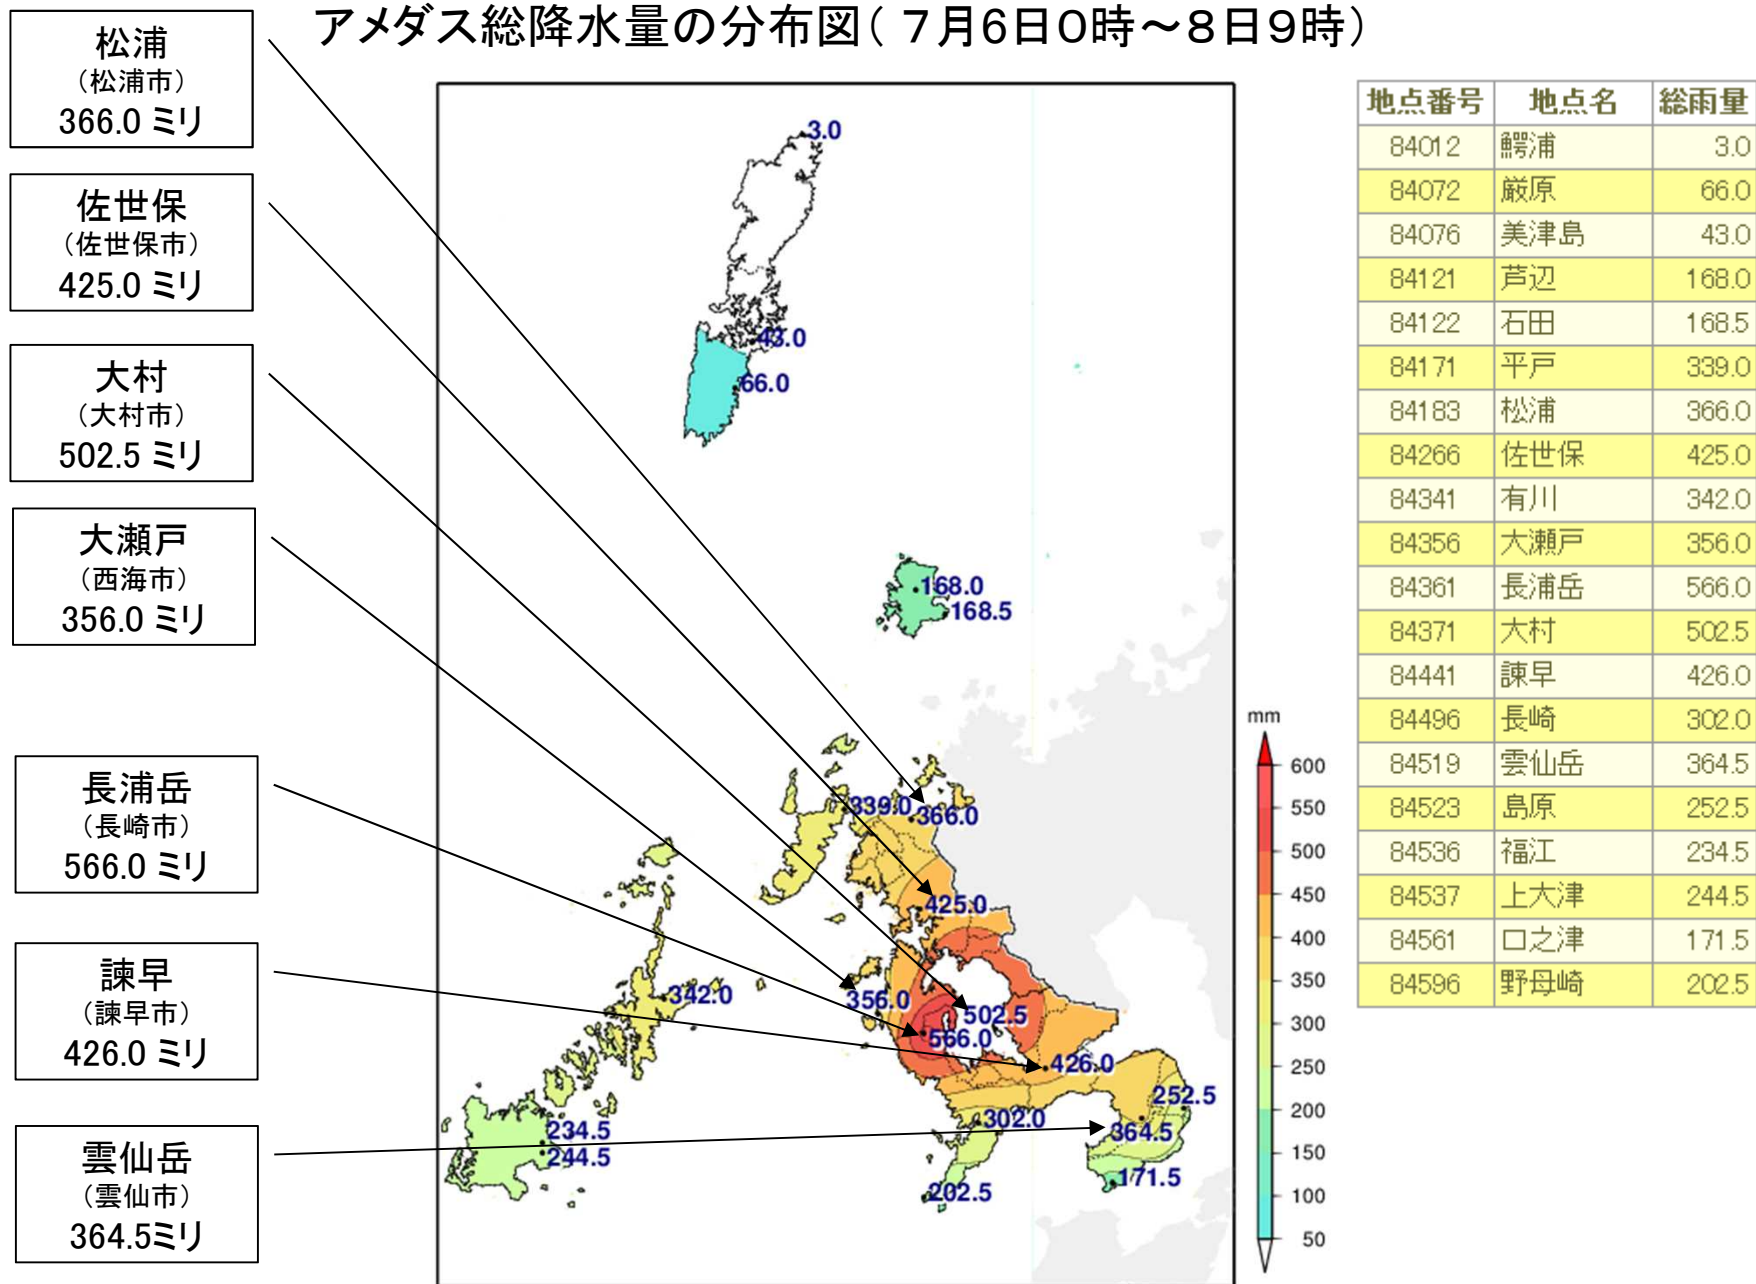 アメダス総降水量の分布図(７月6日０時～８日９時)
松浦
(松浦市)
366.0 ミリ
佐世保
(佐世保市)
425.0 ミリ
大村
(大村市)
502.5 ミリ
大瀬戸
(西海市)
356.0 ミリ
長浦岳
(長崎市)
566.0 ミリ
諫早
(諫早市)
426.0 ミリ
雲仙岳
(雲仙市)
364.5ミリ
3.0
43.0
66.0
168.0
168.5
339.0
366.0
425.0
342.0
356.0
502.5
566.0
426.0
252.5
302.0
364.5
234.5
244.5
171.5
202.5
mm
600
550
500
450
400
350
300
250
200
150
100
50
地点番号 地点名 総雨量
84012 鰐浦 3.0
84072 厳原 66.0
84076 美津島 43.0
84121 芦辺 168.0
84122 石田 168.5
84171 平戸 339.0
84183 松浦 366.0
84266 佐世保 425.0
84341 有川 342.0
84356 大瀬戸 356.0
84361 長浦岳 566.0
84371 大村 502.5
84441 諫早 426.0
84496 長崎 302.0
84519 雲仙岳 364.5
84523 島原 252.5
84536 福江 234.5
84537 上大津 244.5
84561 口之津 171.5
84596 野母崎 202.5